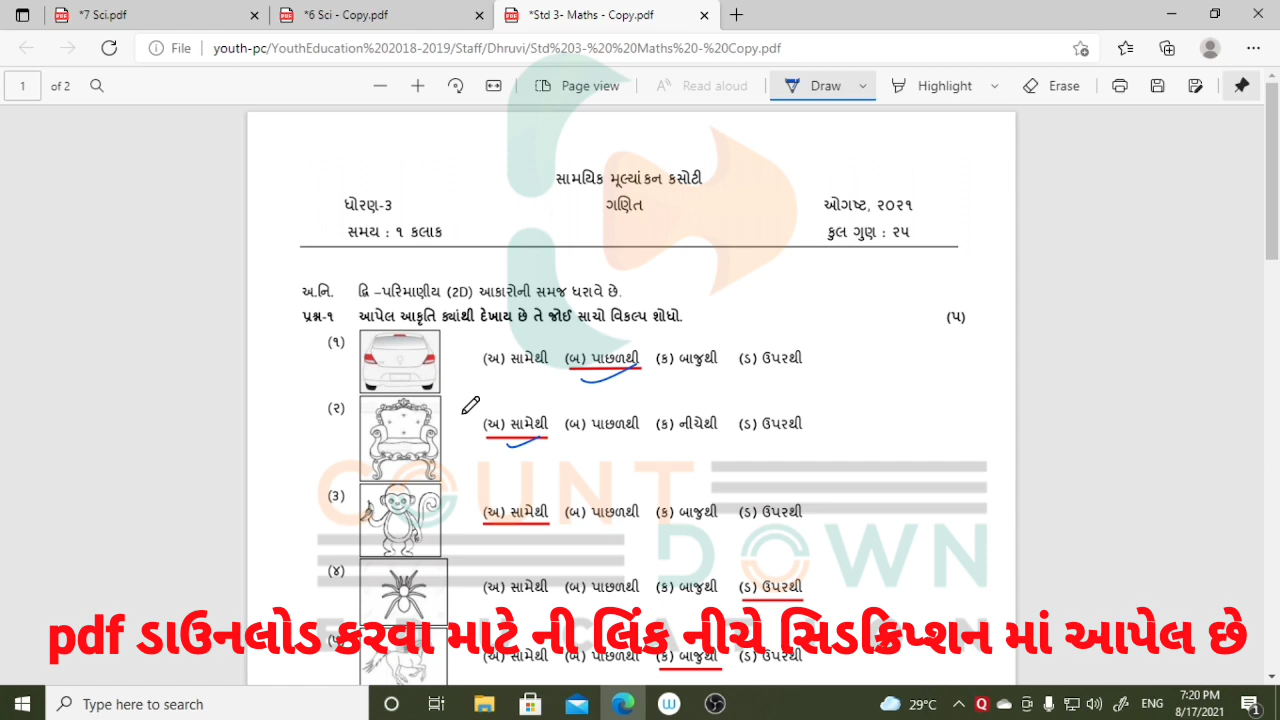 *7 Sci.pdf
*6 Sci - Copy.pdf
*Std 3- Maths - Copy.pdf
File youth-pc/YouthEducation%202018-2019/Staff/Dhruvi/Std%203-%20%20Maths%20-%20Copy.pdf
1 of 2 Page view Read aloud Draw Highlight Erase
સામયિક મૂલ્યાંકન કસોટી
ધોરણ-૩ ગણિત ઓગષ્ટ, ૨૦૨૧
સમય : ૧ કલાક કુલ ગુણ : ૨૫
અ.નિ. દ્વિ –પરિમાણીય (2D) આકારોની સમજ ધરાવે છે.
પ્રશ્ન-૧ આપેલ આકૃતિ ક્યાંથી દેખાય છે તે જોઈ સાચો વિકલ્પ શોધો. (૫)
(૧) (અ) સામેથી (બ) પાછળથી (ક) બાજુથી (ડ) ઉપરથી
(૨) (અ) સામેથી (બ) પાછળથી (ક) નીચેથી (ડ) ઉપરથી
(૩) (અ) સામેથી (બ) પાછળથી (ક) બાજુથી (ડ) ઉપરથી
(૪) (અ) સામેથી (બ) પાછળથી (ક) બાજુથી (ડ) ઉપરથી
(અ) સામેથી (બ) પાછળથી (ક) બાજુથી (ડ) ઉપરથી
COUNT
DOWN
pdf ડાઉનલોડ કરવા માટે ની લિંક નીચે સિડક્રિપ્શન માં આપેલ છે
Type here to search
29°C ENG 7:20 PM
8/17/2021